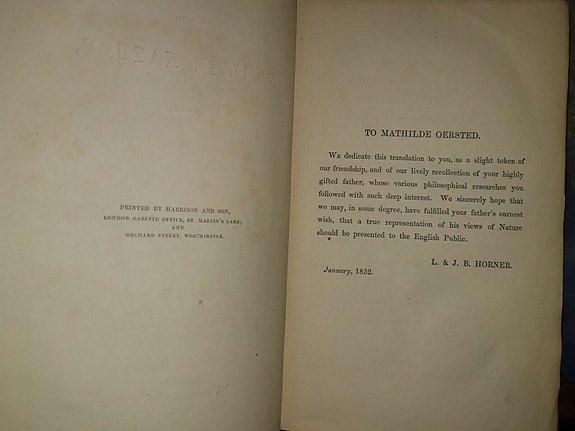 PRINTED BY HARRISON AND SON,
LONDON GAZETTE OFFICE, ST. MARTIN'S LANE;
AND
ORCHARD STREET, WESTMINSTER.
TO MATHILDE OERSTED.
WE dedicate this translation to you, as a slight token of
our friendship, and of our lively recollection of your highly
gifted father, whose various philosophical researches you
followed with such deep interest. We sincerely hope that
we may, in some degree, have fulfilled your father's earnest
wish, that a true representation of his views of Nature
should be presented to the English Public.
L. & J. B. HORNER.
January, 1852.